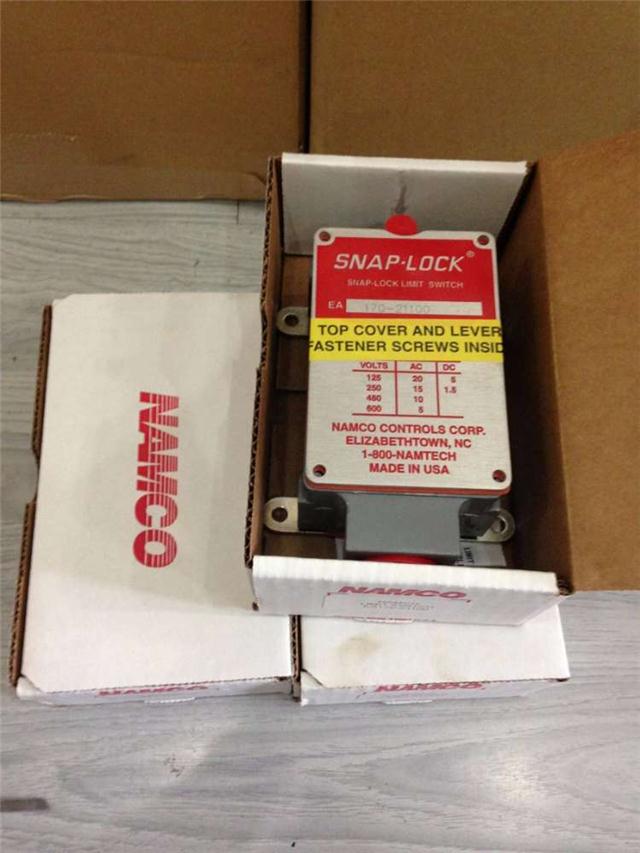 SNAP-LOCK®
SNAP-LOCK LIMIT SWITCH
EA 170-21100
TOP COVER AND LEVER
FASTENER SCREWS INSID
VOLTS AC DC
125 20 5
250 15 1.5
480 10
600 5
NAMCO CONTROLS CORP.
ELIZABETHTOWN, NC
1-800-NAMTECH
MADE IN USA
NAMCO
NAMCO
NAMCO
NAMCO